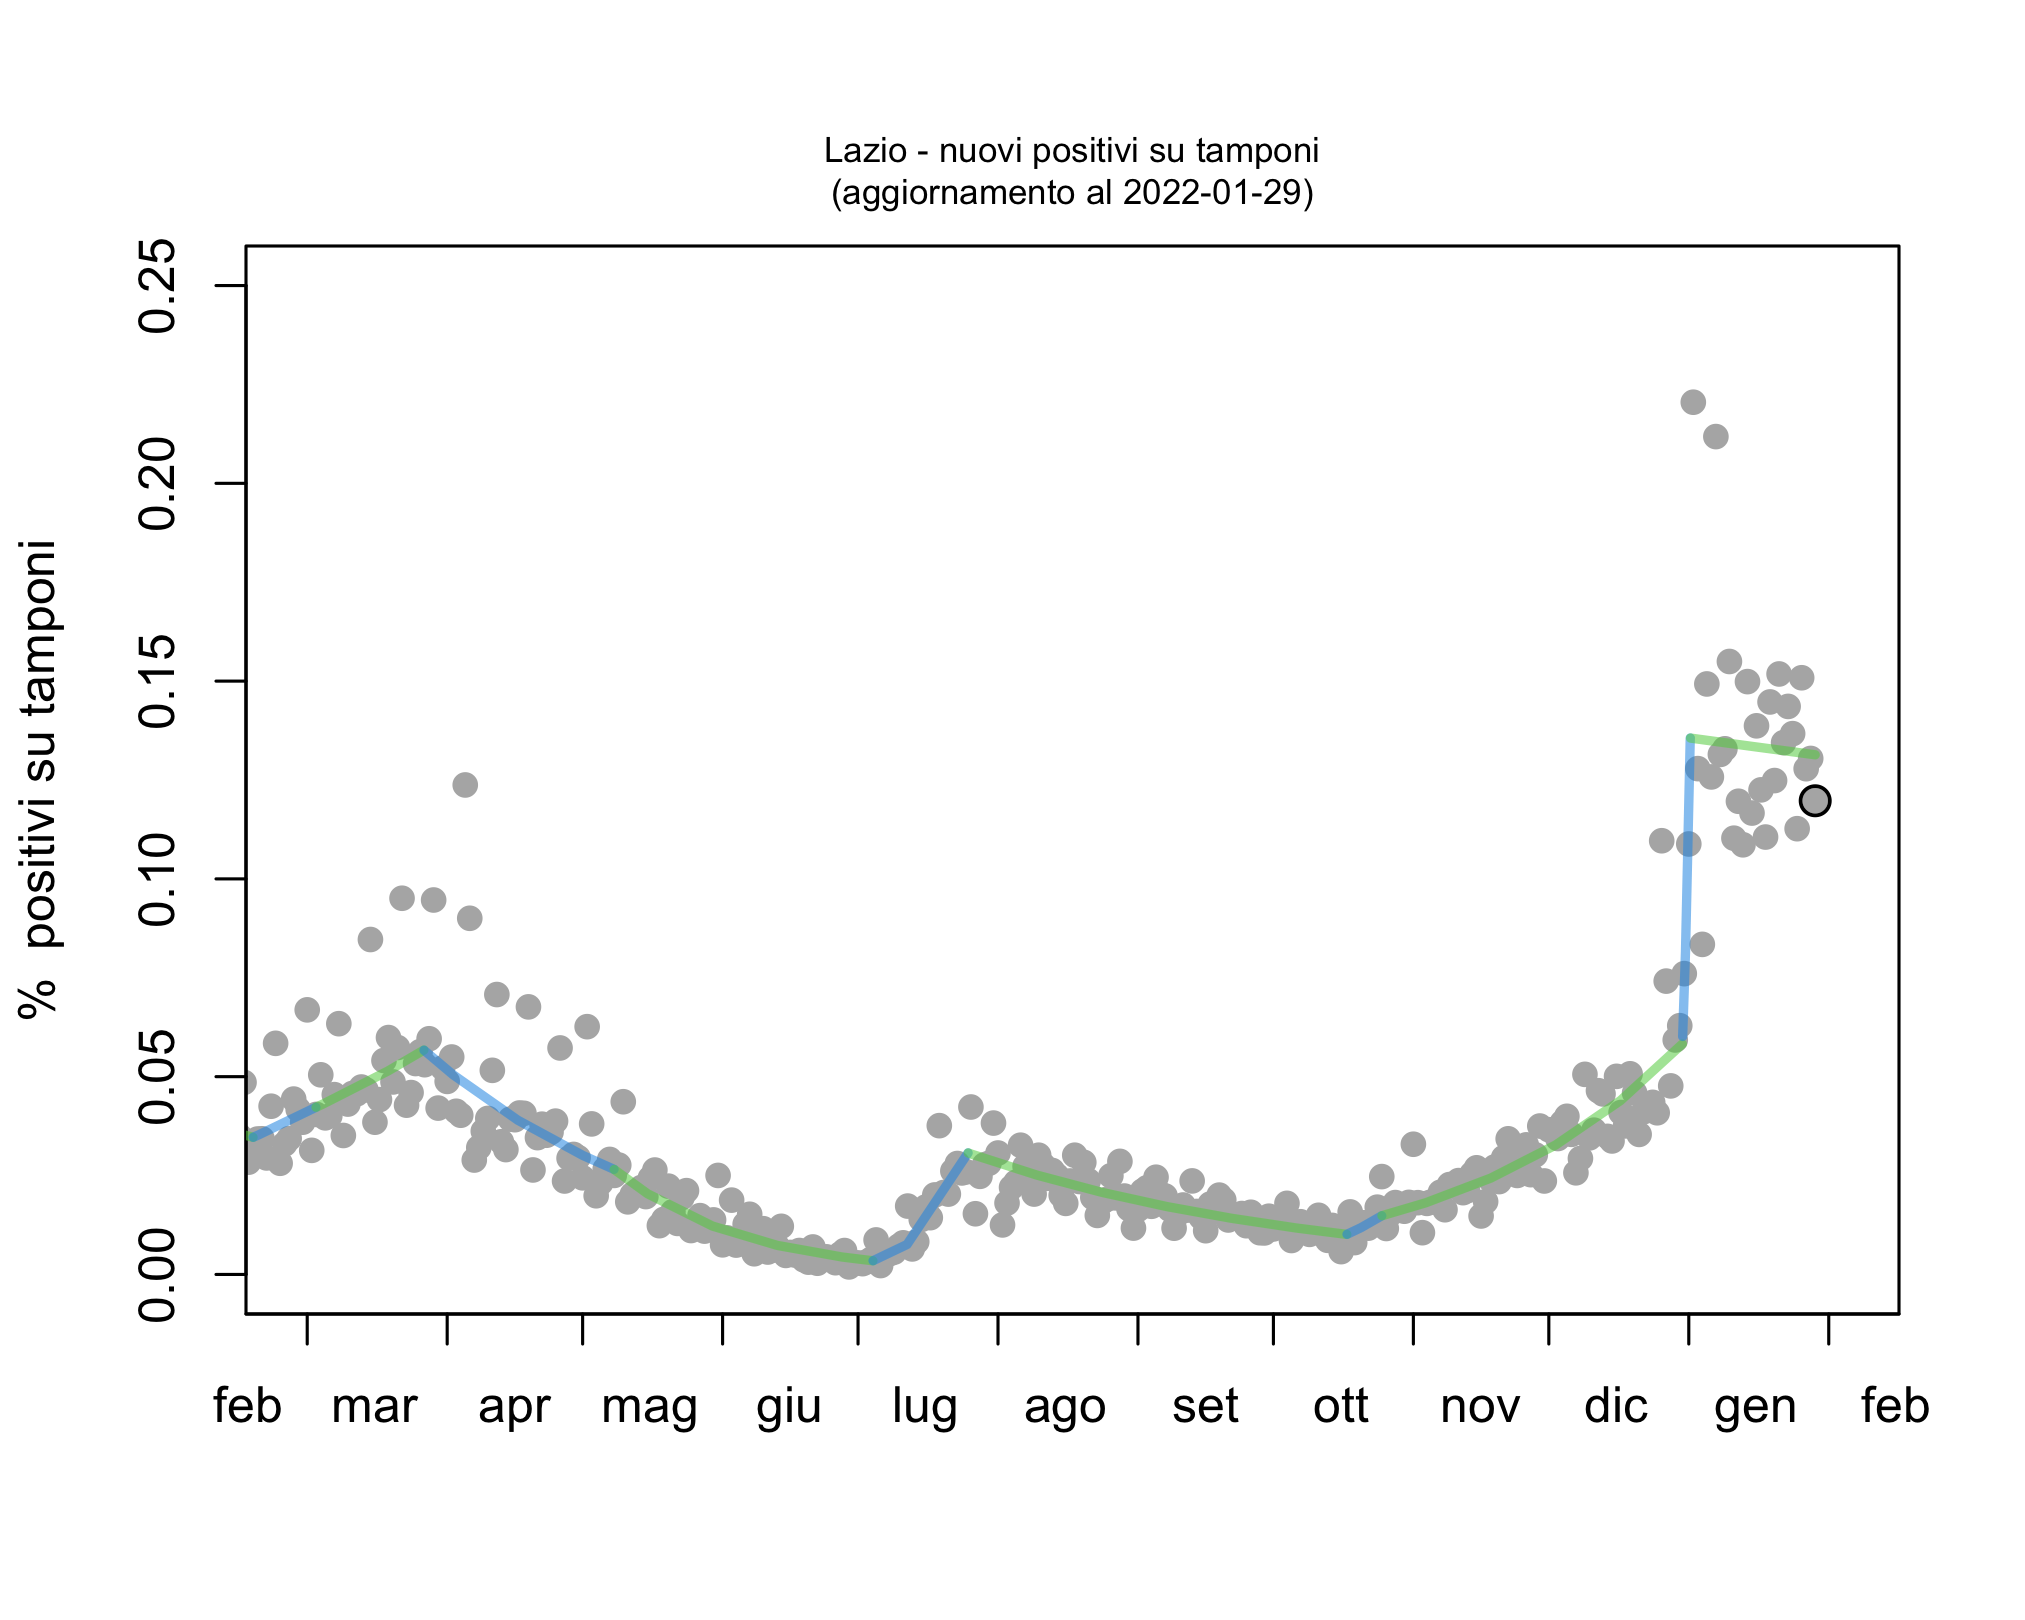 Lazio - nuovi positivi su tamponi
(aggiornamento al 2022-01-29)
% positivi su tamponi
0.25
0.20
0.15
0.10
0.05
0.00
feb mar apr mag giu lug ago set ott nov dic gen feb